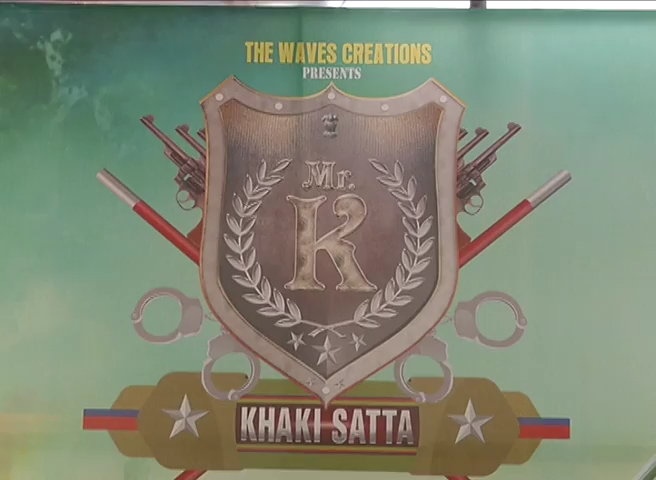 THE WAVES CREATIONS
PRESENTS
Mr.
K
KHAKI SATTA